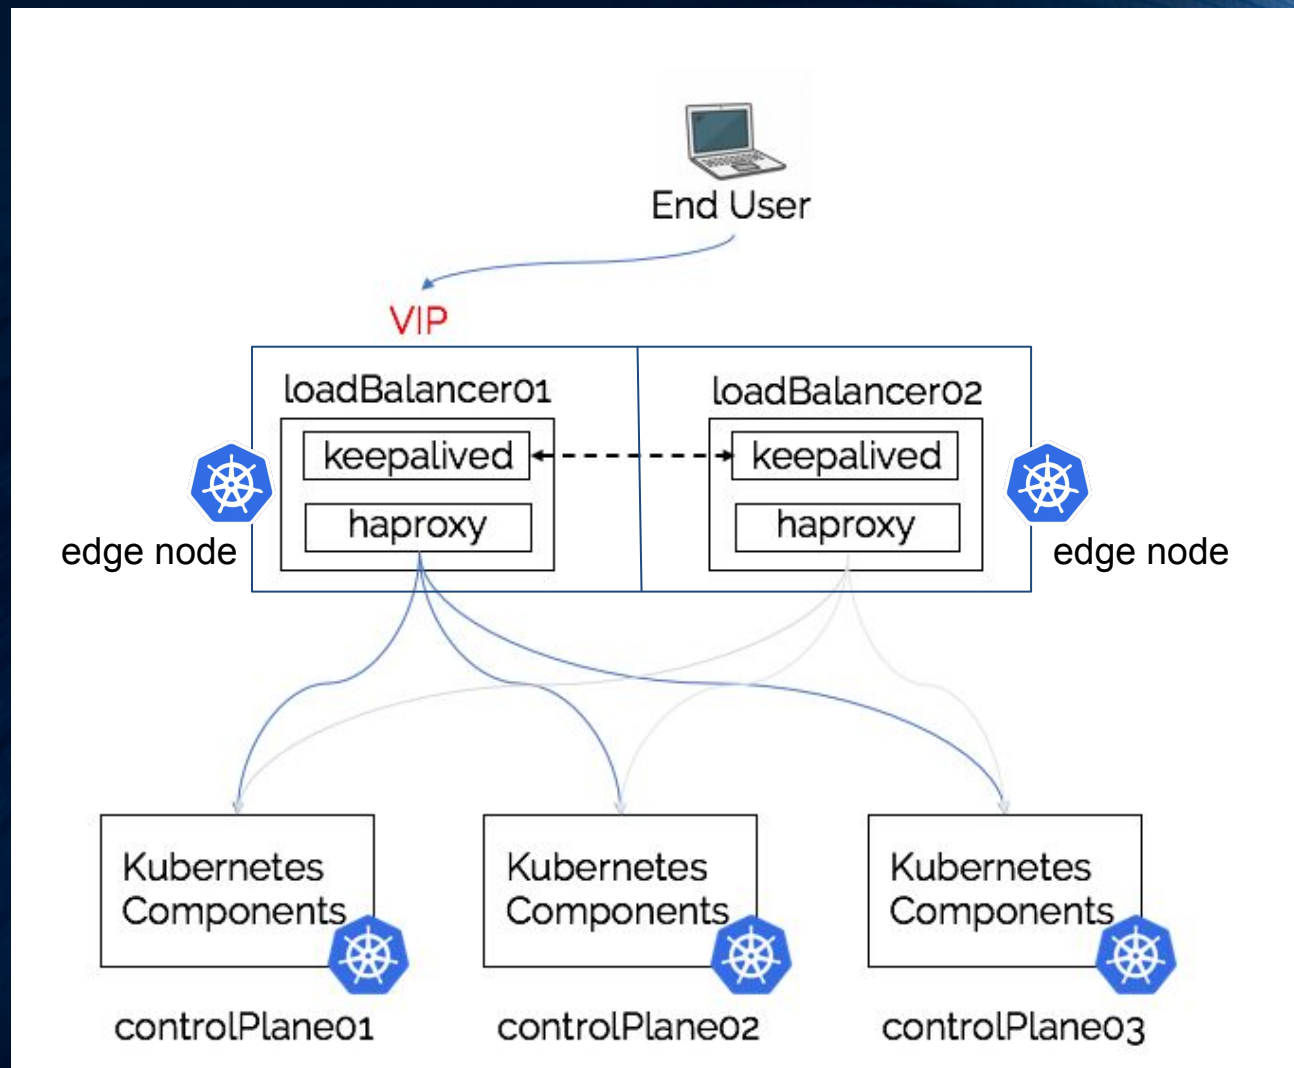 End User
VIP
loadBalancer01
loadBalancer02
keepalived
keepalived
haproxy
haproxy
edge node
edge node
Kubernetes
Components
Kubernetes
Components
Kubernetes
Components
controlPlane01
controlPlane02
controlPlane03